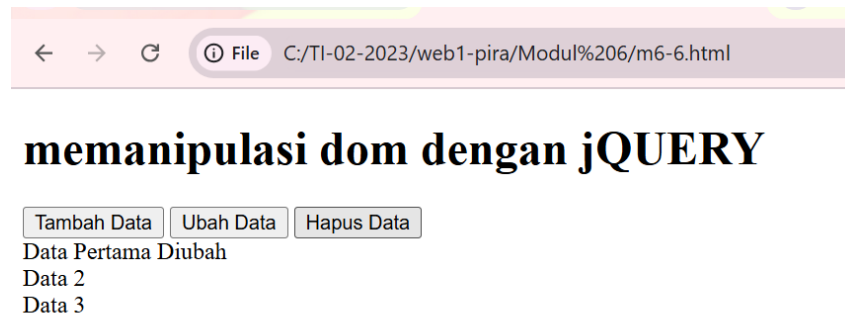 File C:/TI-02-2023/web1-pira/Modul%206/m6-6.html
memanipulasi dom dengan jQUERY
Tambah Data Ubah Data Hapus Data
Data Pertama Diubah
Data 2
Data 3